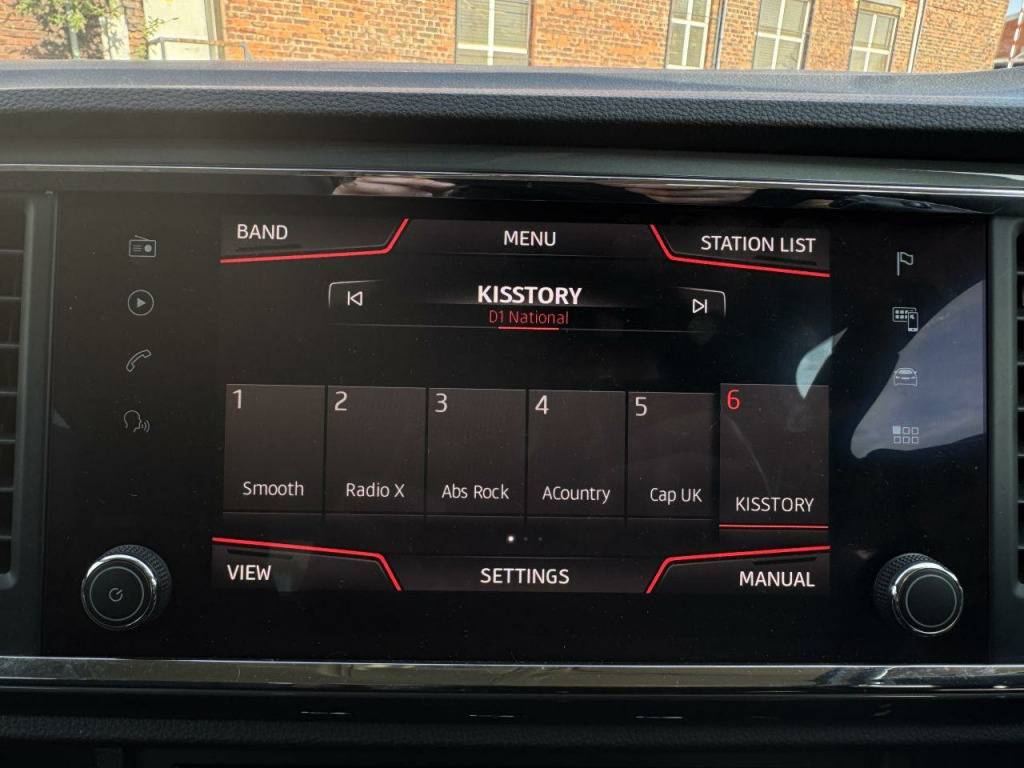 BAND
MENU
STATION LIST
KISSTORY
D1 National
1
2
3
4
5
6
Smooth
Radio X
Abs Rock
ACountry
Cap UK
KISSTORY
VIEW
SETTINGS
MANUAL